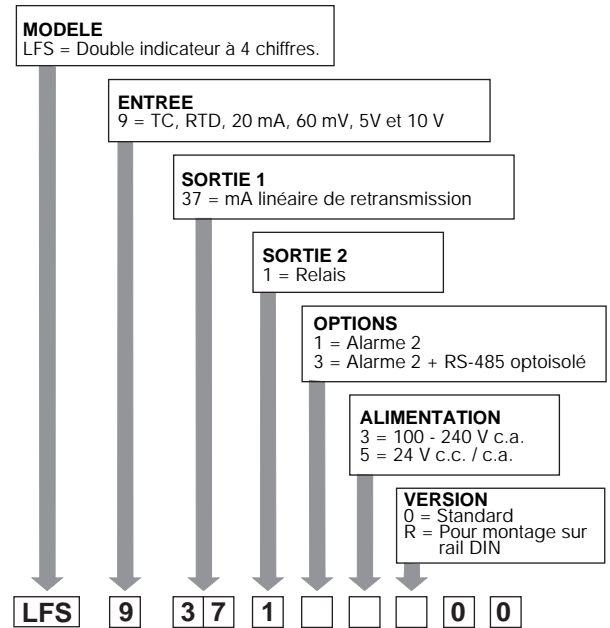 MODELE
LFS = Double indicateur à 4 chiffres.
ENTREE
9 = TC, RTD, 20 mA, 60 mV, 5V et 10 V
SORTIE 1
37 = mA linéaire de retransmission
SORTIE 2
1 = Relais
OPTIONS
1 = Alarme 2
3 = Alarme 2 + RS-485 optoisolé
ALIMENTATION
3 = 100 - 240 V c.a.
5 = 24 V c.c. / c.a.
VERSION
0 = Standard
R = Pour montage sur
rail DIN
LFS 9 3 7 1 0 0